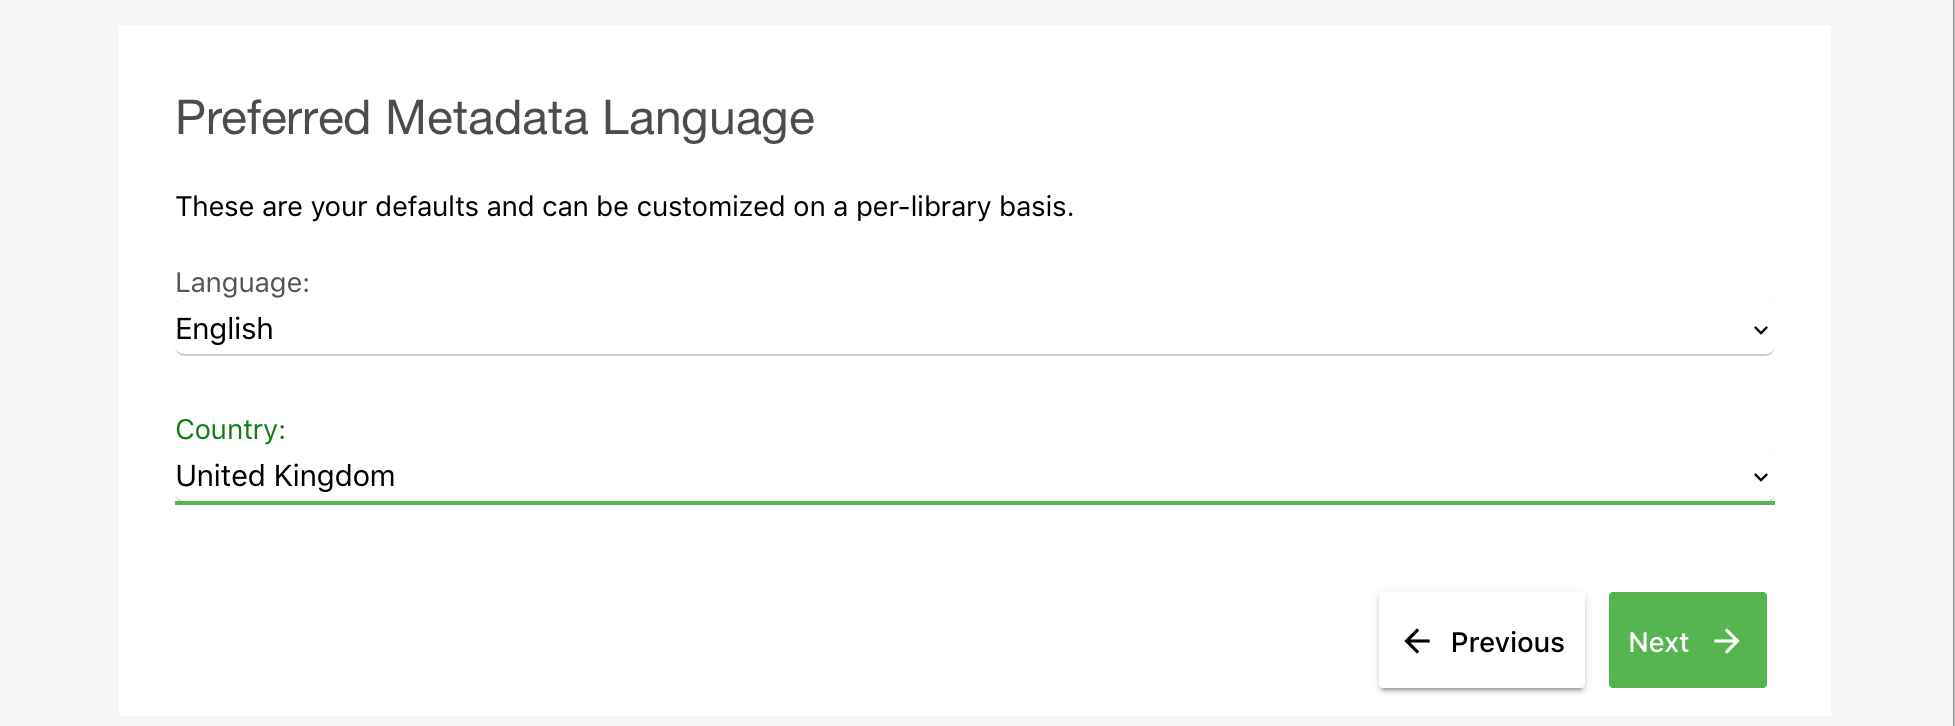 Preferred Metadata Language
These are your defaults and can be customized on a per-library basis.
Language:
English
Country:
United Kingdom
Previous
Next